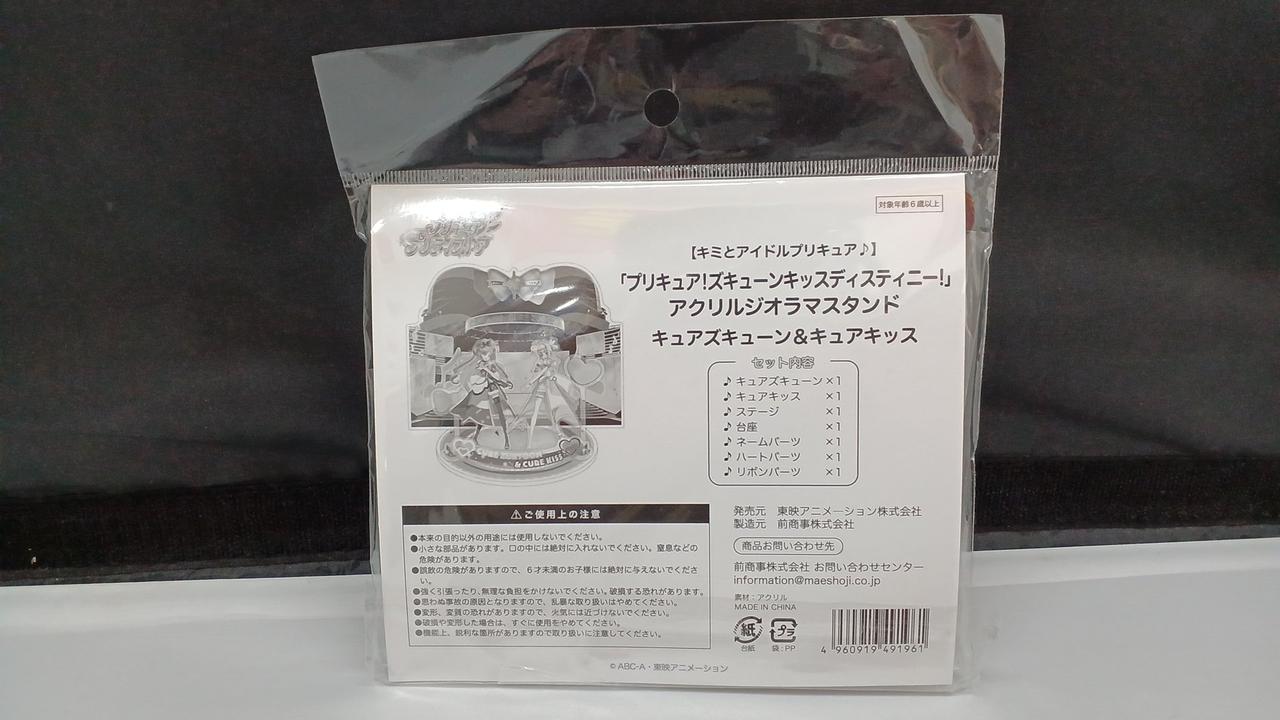 対象年齢6歳以上
プリキュア
プリティストア
【キミとアイドルプリキュア♪】
「プリキュア!ズキューンキッスディスティニー!」
アクリルジオラマスタンド
キュアズキューン＆キュアキッス
セット内容
♪キュアズキューン×1
♪キュアキッス ×1
♪ステージ ×1
♪台座 ×1
♪ネームパーツ ×1
♪ハートパーツ ×1
♪リボンパーツ ×1
CURE ZUKYOON
& CURE KISS
⚠ご使用上の注意
●本来の目的以外の用途には使用しないでください。
●小さな部品があります。口の中には絶対に入れないでください。窒息などの
危険があります。
●誤飲の危険がありますので、6才未満のお子様には絶対に与えないでくださ
い。
●強く引張ったり、無理な負担をかけないでください。破損する恐れがあります。
●思わぬ事故の原因となりますので、乱暴な取り扱いはやめてください。
●変形、変質の恐れがありますので、火気には近づけないでください。
●破損や変形した場合は、すぐに使用をやめてください。
●機能上、鋭利な箇所がありますので取り扱いに注意してください。
発売元 東映アニメーション株式会社
製造元 前商事株式会社
商品お問い合わせ先
前商事株式会社 お問い合わせセンター
information@maeshoji.co.jp
素材：アクリル
MADE IN CHINA
紙
台紙
プラ
袋：PP
4 960919 491961
©ABC-A・東映アニメーション